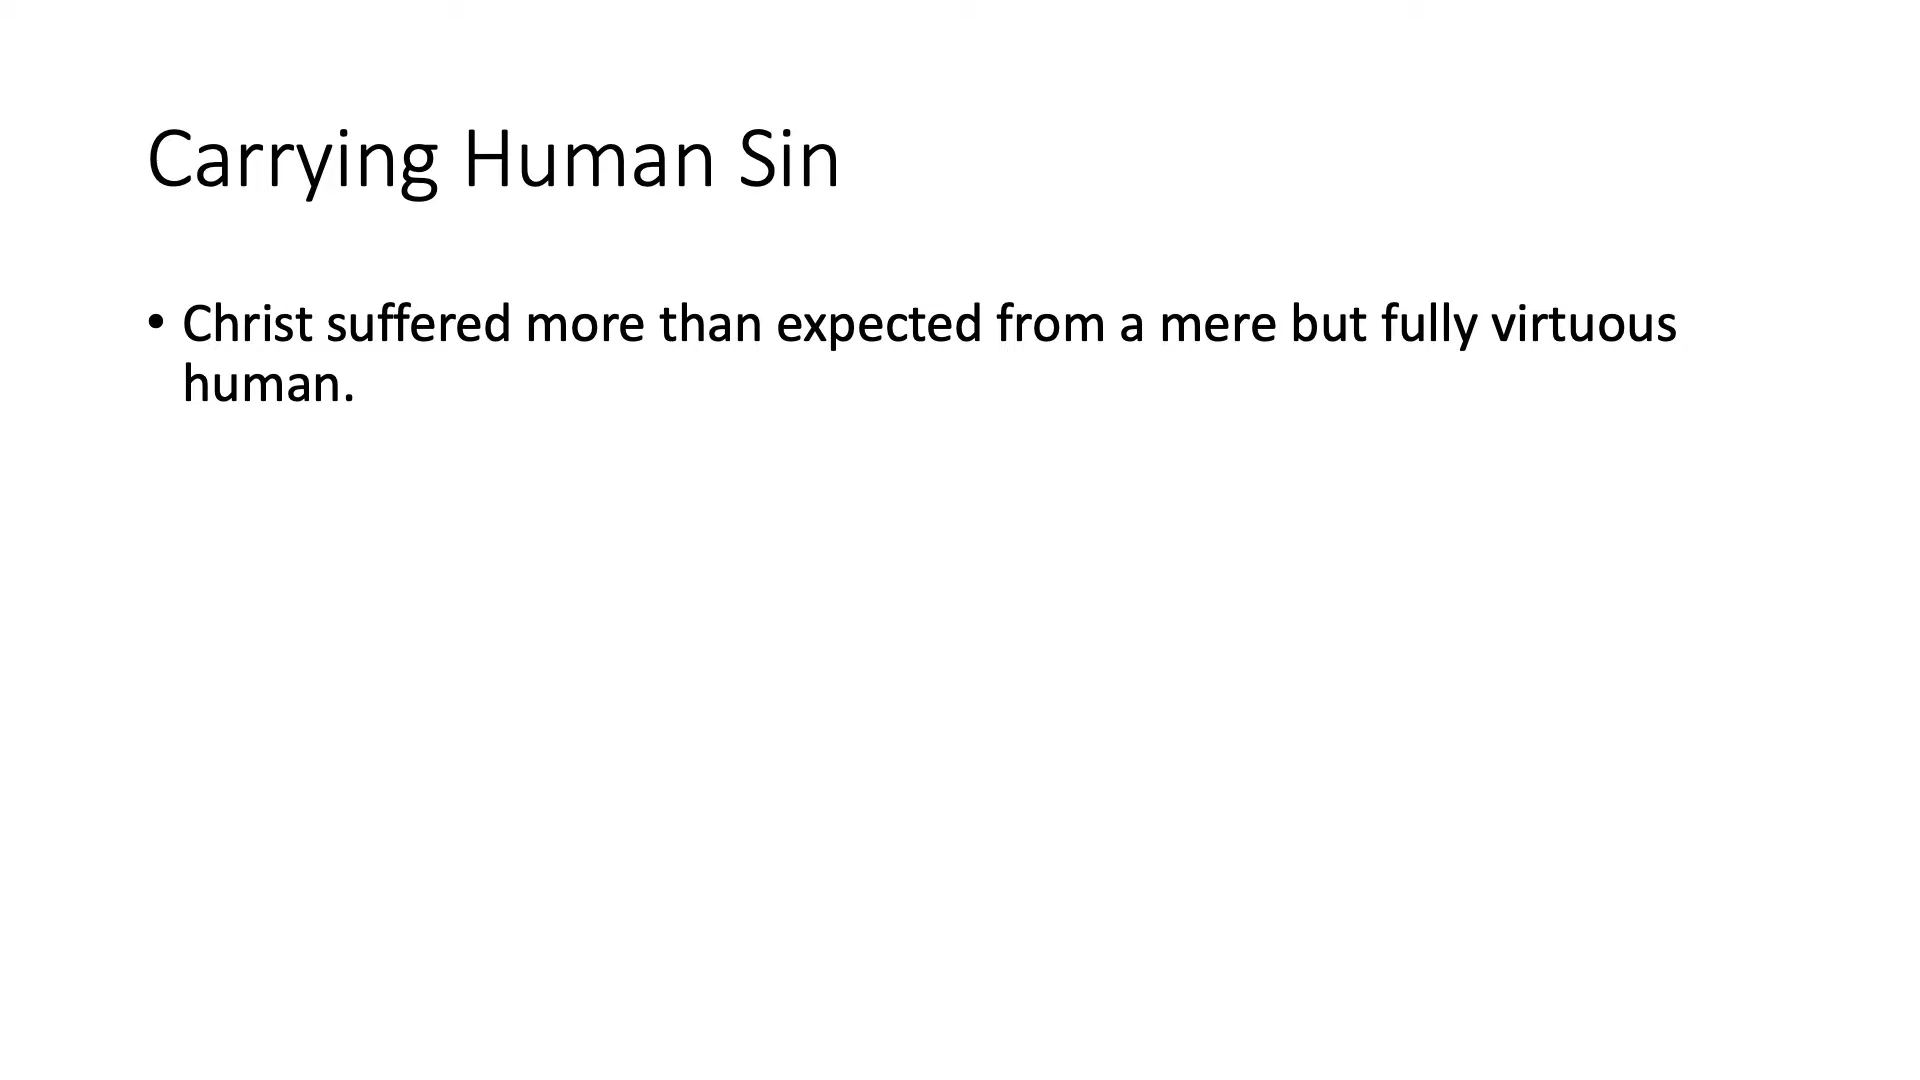 Carrying Human Sin
• Christ suffered more than expected from a mere but fully virtuous
human.